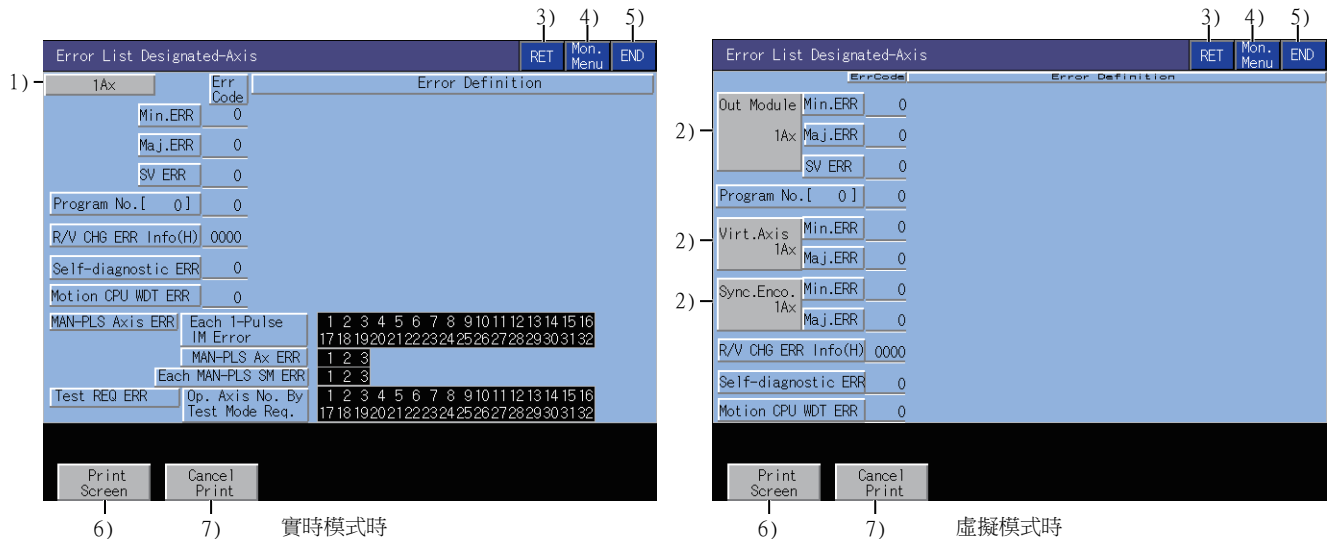 3) 4) 5)
Error List Designated-Axis RET Mon. Menu END
1) 1Ax Err Code Error Definition
Min.ERR 0
Maj.ERR 0
SV ERR 0
Program No.[ 0] 0
R/V CHG ERR Info(H) 0000
Self-diagnostic ERR 0
Motion CPU WDT ERR 0
MAN-PLS Axis ERR Each 1-Pulse IM Error 1 2 3 4 5 6 7 8 9 10 11 12 13 14 15 16
17 18 19 20 21 22 23 24 25 26 27 28 29 30 31 32
MAN-PLS Ax ERR 1 2 3
Each MAN-PLS SM ERR 1 2 3
Test REQ ERR Op. Axis No. By Test Mode Req. 1 2 3 4 5 6 7 8 9 10 11 12 13 14 15 16
17 18 19 20 21 22 23 24 25 26 27 28 29 30 31 32
Print Screen Cancel Print
6) 7) 實時模式時
3) 4) 5)
Error List Designated-Axis RET Mon. Menu END
ErrCode Error Definition
2) Out Module 1Ax Min.ERR 0
Maj.ERR 0
SV ERR 0
Program No.[ 0] 0
2) Virt.Axis 1Ax Min.ERR 0
Maj.ERR 0
2) Sync.Enco. 1Ax Min.ERR 0
Maj.ERR 0
R/V CHG ERR Info(H) 0000
Self-diagnostic ERR 0
Motion CPU WDT ERR 0
Print Screen Cancel Print
6) 7) 虛擬模式時